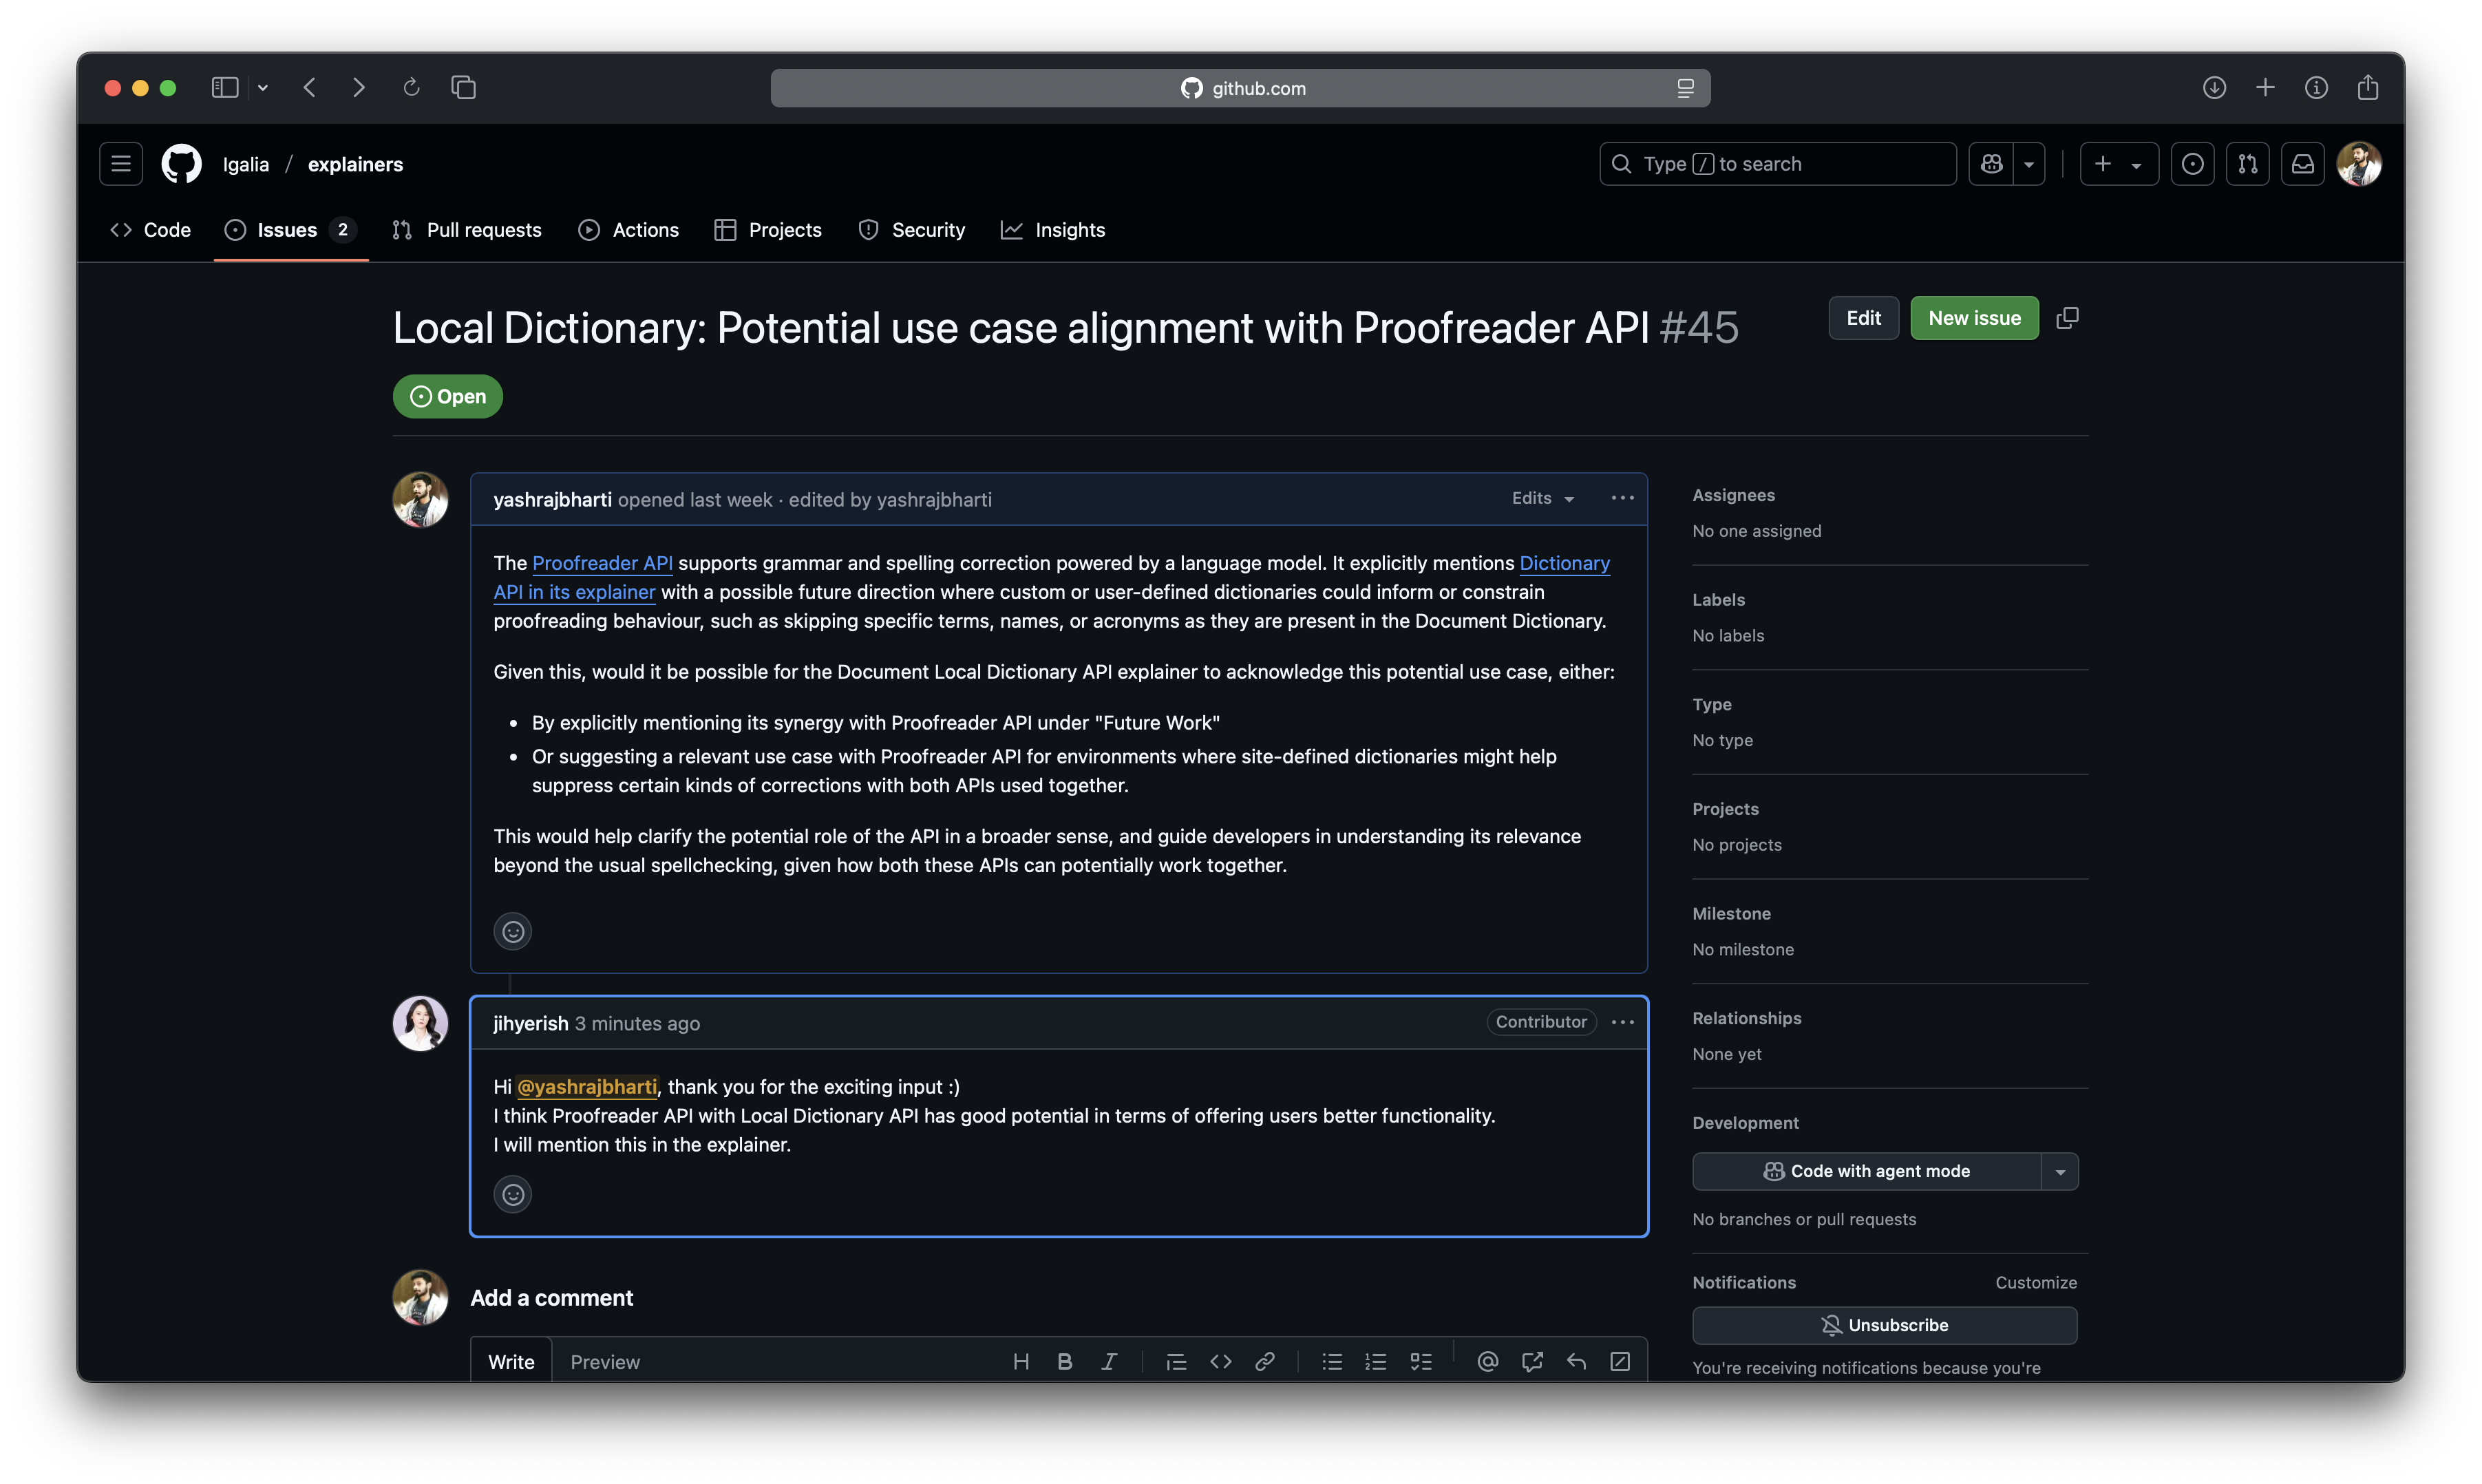 github.com
Igalia / explainers
Type / to search
Code
Issues 2
Pull requests
Actions
Projects
Security
Insights
Local Dictionary: Potential use case alignment with Proofreader API #45
Edit
New issue
Open
yashrajbharti opened last week · edited by yashrajbharti
Edits
The Proofreader API supports grammar and spelling correction powered by a language model. It explicitly mentions Dictionary
API in its explainer with a possible future direction where custom or user-defined dictionaries could inform or constrain
proofreading behaviour, such as skipping specific terms, names, or acronyms as they are present in the Document Dictionary.
Given this, would it be possible for the Document Local Dictionary API explainer to acknowledge this potential use case, either:
• By explicitly mentioning its synergy with Proofreader API under "Future Work"
• Or suggesting a relevant use case with Proofreader API for environments where site-defined dictionaries might help
suppress certain kinds of corrections with both APIs used together.
This would help clarify the potential role of the API in a broader sense, and guide developers in understanding its relevance
beyond the usual spellchecking, given how both these APIs can potentially work together.
jihyerish 3 minutes ago
Contributor
Hi @yashrajbharti, thank you for the exciting input :)
I think Proofreader API with Local Dictionary API has good potential in terms of offering users better functionality.
I will mention this in the explainer.
Add a comment
Write
Preview
Assignees
No one assigned
Labels
No labels
Type
No type
Projects
No projects
Milestone
No milestone
Relationships
None yet
Development
Code with agent mode
No branches or pull requests
Notifications
Customize
Unsubscribe
You're receiving notifications because you're